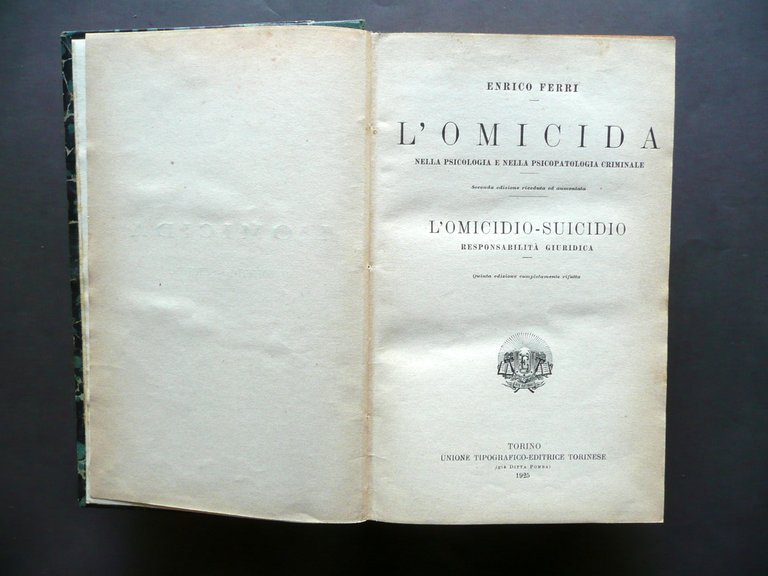 ENRICO FERRI
L'OMICIDA
NELLA PSICOLOGIA E NELLA PSICOPATOLOGIA CRIMINALE
Seconda edizione riveduta ed aumentata
L'OMICIDIO-SUICIDIO
RESPONSABILITÀ GIURIDICA
Quinta edizione completamente rifatta
TORINO
UNIONE TIPOGRAFICO-EDITRICE TORINESE
(già Ditta Pomba)
1925